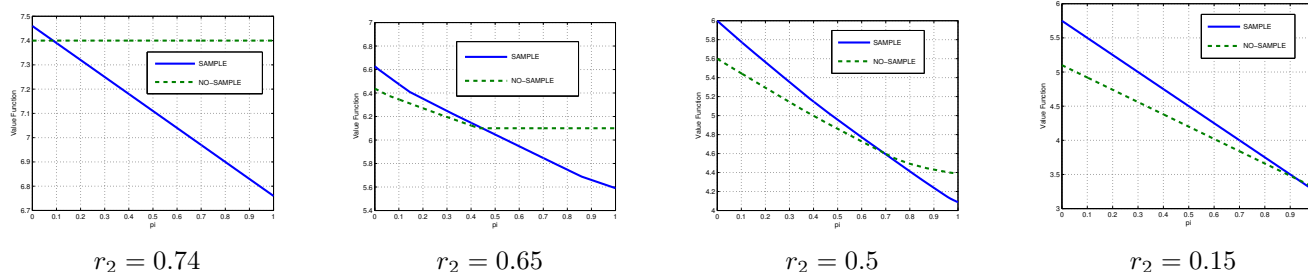 7.5
7.4
7.3
7.2
7.1
7
6.9
6.8
6.7
Value Function
0 0.1 0.2 0.3 0.4 0.5 0.6 0.7 0.8 0.9 1
pi
SAMPLE
NO-SAMPLE
r₂ = 0.74
7
6.8
6.6
6.4
6.2
6
5.8
5.6
5.4
Value Function
0 0.1 0.2 0.3 0.4 0.5 0.6 0.7 0.8 0.9 1
pi
SAMPLE
NO-SAMPLE
r₂ = 0.65
6
5.8
5.6
5.4
5.2
5
4.8
4.6
4.4
4.2
4
Value Function
0 0.1 0.2 0.3 0.4 0.5 0.6 0.7 0.8 0.9 1
pi
SAMPLE
NO-SAMPLE
r₂ = 0.5
6
5.5
5
4.5
4
3.5
3
Value Function
0 0.1 0.2 0.3 0.4 0.5 0.6 0.7 0.8 0.9
pi
SAMPLE
NO-SAMPLE
r₂ = 0.15